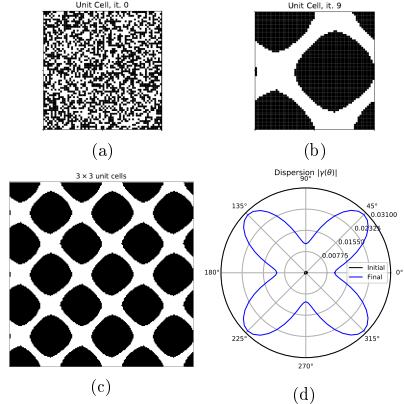 Unit Cell, it. 0
Unit Cell, it. 9
(a)
(b)
3 × 3 unit cells
Dispersion |γ(θ)|
90°
135°
45°
0.03100
0.02325
0.01550
0.00775
180°
0°
Initial
Final
225°
315°
270°
(c)
(d)